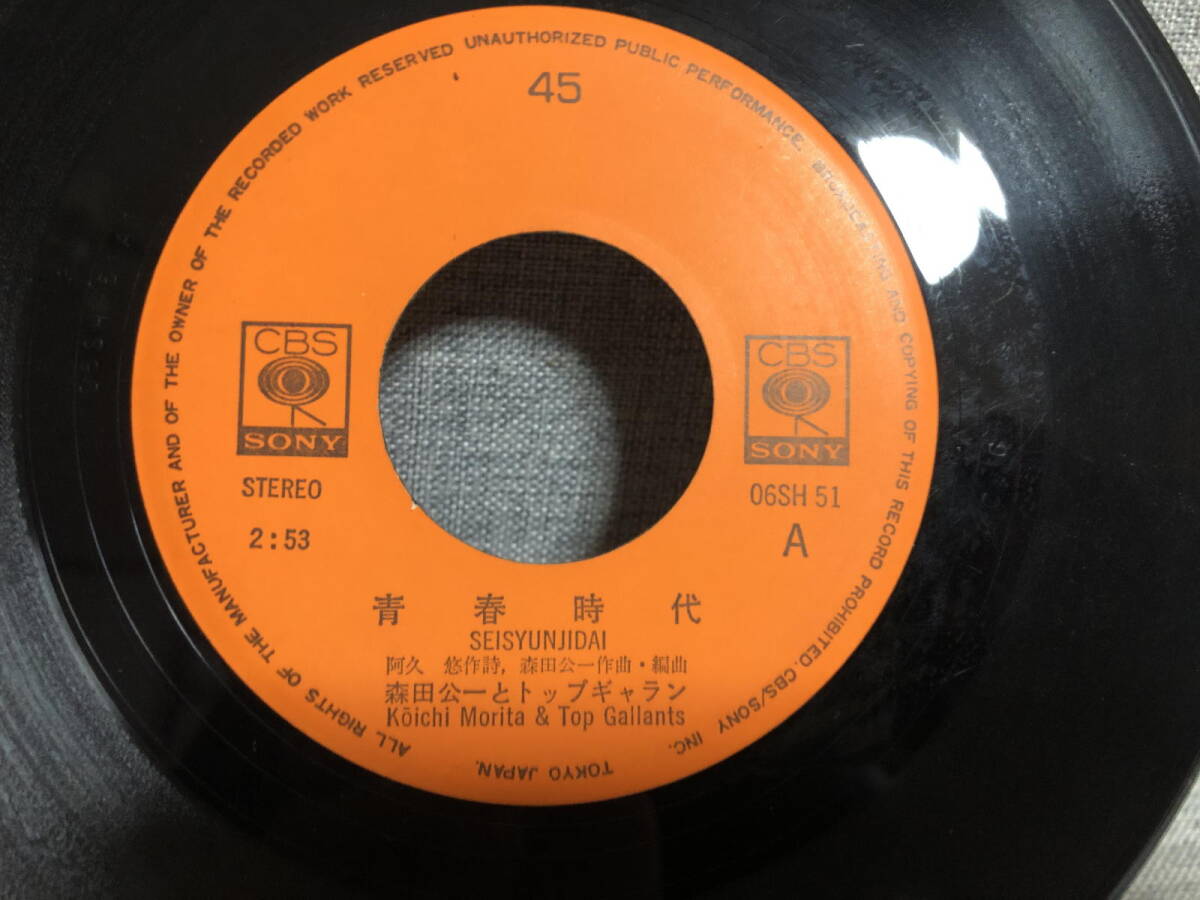 45
CBS
SONY
CBS
SONY
STEREO
06SH 51
2:53
A
青春時代
SEISYUNJIDAI
阿久 悠作詩, 森田公一作曲・編曲
森田公一とトップギャラン
Kōichi Morita & Top Gallants
ALL RIGHTS OF THE MANUFACTURER AND OF THE OWNER OF THE RECORDED WORK RESERVED UNAUTHORIZED PUBLIC PERFORMANCE. BROADCASTING AND COPYING OF THIS RECORD PROHIBITED. CBS/SONY INC. TOKYO JAPAN.